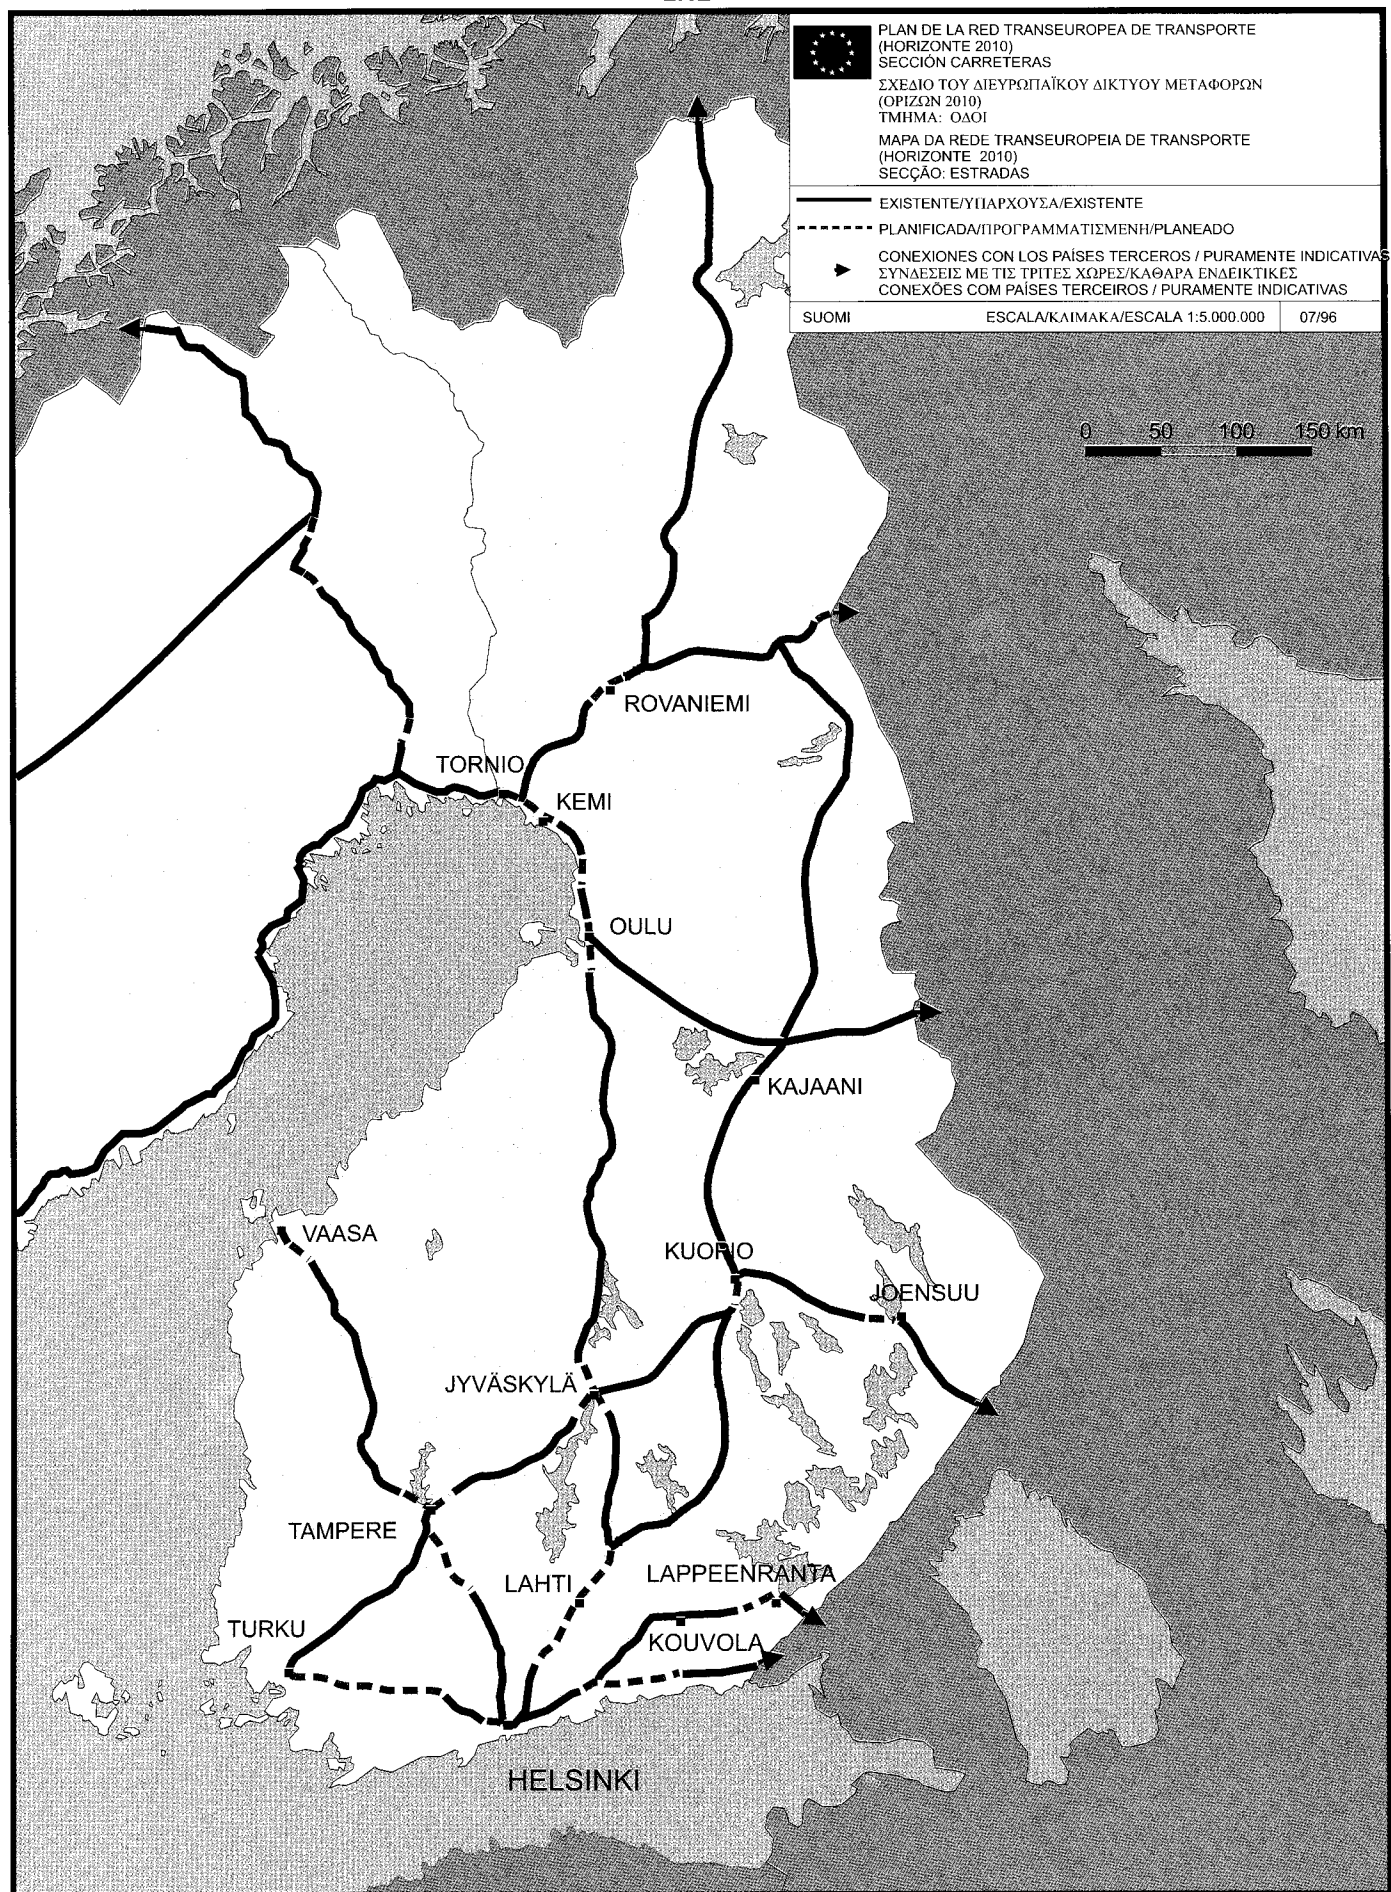 PLAN DE LA RED TRANSEUROPEA DE TRANSPORTE
(HORIZONTE 2010)
SECCIÓN CARRETERAS
ΣΧΕΔΙΟ ΤΟΥ ΔΙΕΥΡΩΠΑΪΚΟΥ ΔΙΚΤΥΟΥ ΜΕΤΑΦΟΡΩΝ
(ΟΡΙΖΩΝ 2010)
ΤΜΗΜΑ: ΟΔΟΙ
MAPA DA REDE TRANSEUROPEIA DE TRANSPORTE
(HORIZONTE 2010)
SECÇÃO: ESTRADAS
EXISTENTE/ΥΠΑΡΧΟΥΣΑ/EXISTENTE
PLANIFICADA/ΠΡΟΓΡΑΜΜΑΤΙΣΜΕΝΗ/PLANEADO
CONEXIONES CON LOS PAÍSES TERCEROS / PURAMENTE INDICATIVAS
ΣΥΝΔΕΣΕΙΣ ΜΕ ΤΙΣ ΤΡΙΤΕΣ ΧΩΡΕΣ/ΚΑΘΑΡΑ ΕΝΔΕΙΚΤΙΚΕΣ
CONEXÕES COM PAÍSES TERCEIROS / PURAMENTE INDICATIVAS
SUOMI ESCALA/ΚΛΙΜΑΚΑ/ESCALA 1:5.000.000 07/96
0 50 100 150 km
ROVANIEMI
TORNIO
KEMI
OULU
KAJAANI
VAASA
KUOPIO
JOENSUU
JYVÄSKYLÄ
TAMPERE
LAHTI
LAPPEENRANTA
TURKU
KOUVOLA
HELSINKI